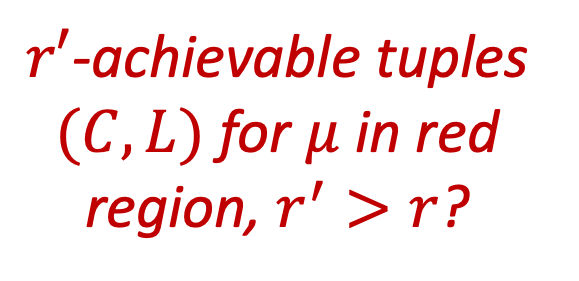 r′-achievable tuples
(C, L) for μ in red
region, r′ > r?